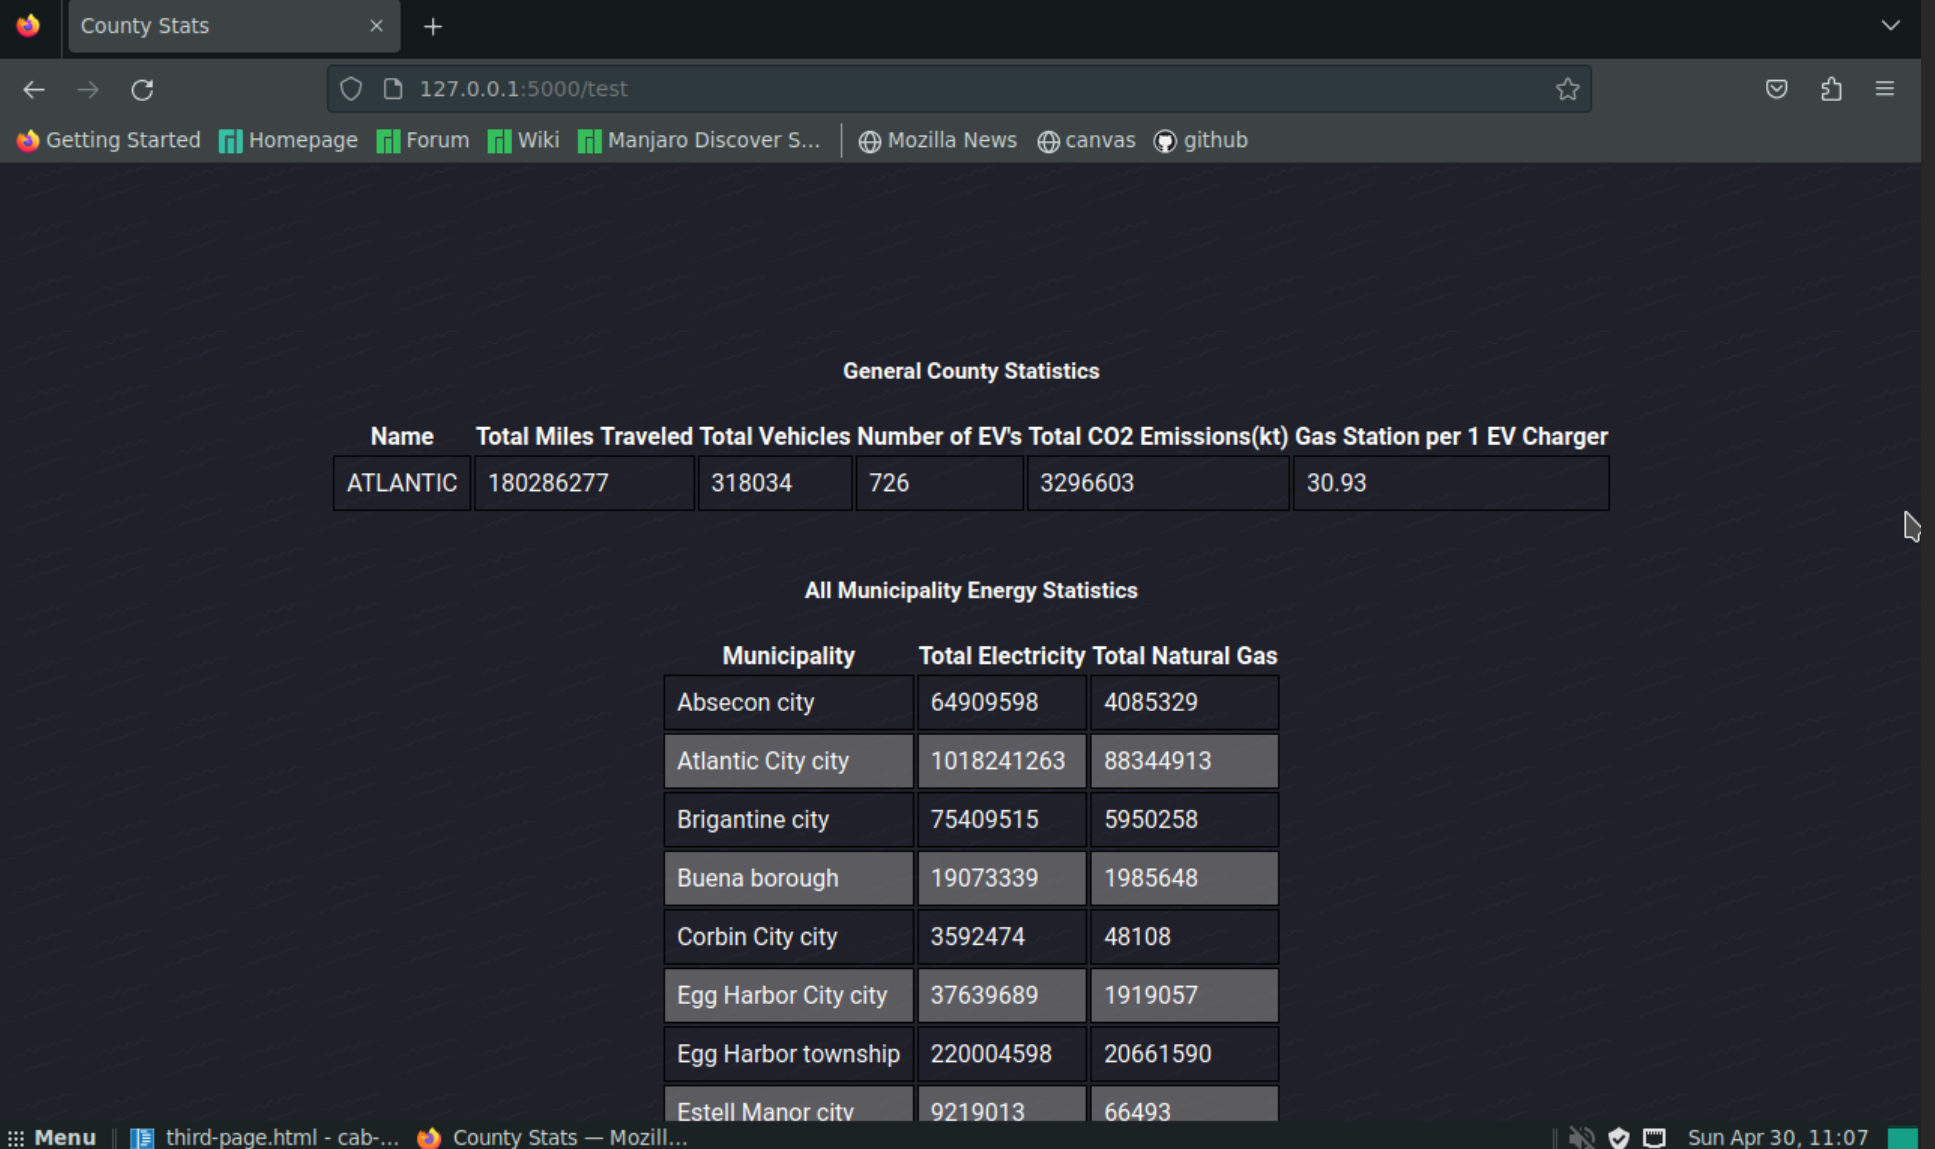 County Stats
127.0.0.1:5000/test
Getting Started Homepage Forum Wiki Manjaro Discover S... Mozilla News canvas github
General County Statistics
Name Total Miles Traveled Total Vehicles Number of EV's Total CO2 Emissions(kt) Gas Station per 1 EV Charger
ATLANTIC 180286277 318034 726 3296603 30.93
All Municipality Energy Statistics
Municipality Total Electricity Total Natural Gas
Absecon city 64909598 4085329
Atlantic City city 1018241263 88344913
Brigantine city 75409515 5950258
Buena borough 19073339 1985648
Corbin City city 3592474 48108
Egg Harbor City city 37639689 1919057
Egg Harbor township 220004598 20661590
Estell Manor city 9219013 66493
Menu third-page.html - cab-... County Stats — Mozill... Sun Apr 30, 11:07